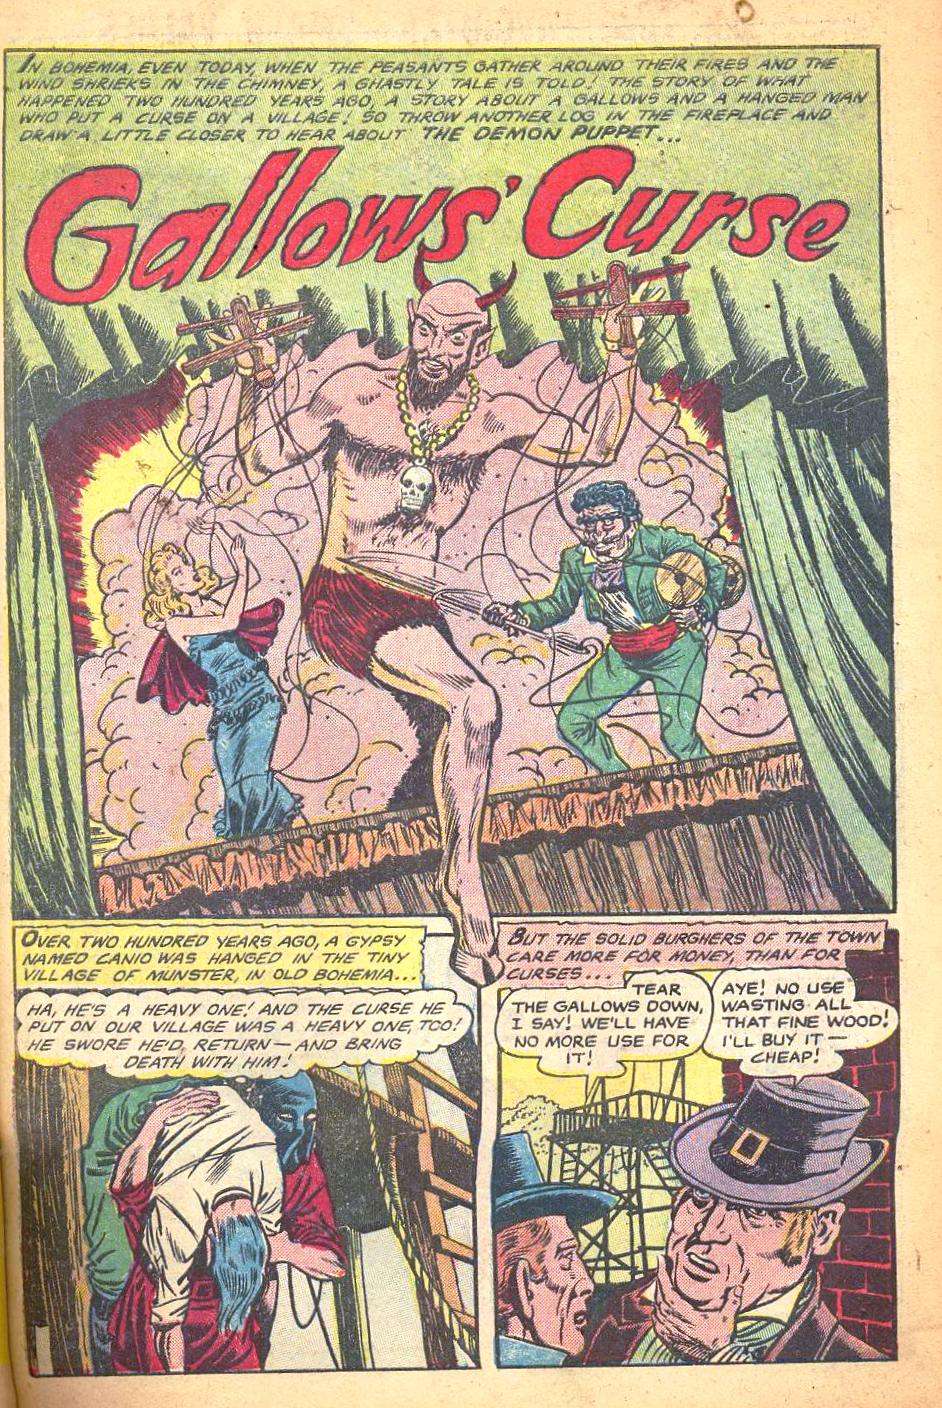 IN BOHEMIA, EVEN TODAY, WHEN THE PEASANTS GATHER AROUND THEIR FIRES AND THE
WIND SHRIEKS IN THE CHIMNEY, A GHASTLY TALE IS TOLD! THE STORY OF WHAT
HAPPENED TWO HUNDRED YEARS AGO, A STORY ABOUT A GALLOWS AND A HANGED MAN
WHO PUT A CURSE ON A VILLAGE! SO THROW ANOTHER LOG IN THE FIREPLACE AND
DRAW A LITTLE CLOSER TO HEAR ABOUT THE DEMON PUPPET...
Gallows' Curse
OVER TWO HUNDRED YEARS AGO, A GYPSY
NAMED CANIO WAS HANGED IN THE TINY
VILLAGE OF MUNSTER, IN OLD BOHEMIA...
HA, HE'S A HEAVY ONE! AND THE CURSE HE
PUT ON OUR VILLAGE WAS A HEAVY ONE, TOO!
HE SWORE HE'D RETURN — AND BRING
DEATH WITH HIM!
BUT THE SOLID BURGHERS OF THE TOWN
CARE MORE FOR MONEY, THAN FOR
CURSES...
TEAR
THE GALLOWS DOWN,
I SAY! WE'LL HAVE
NO MORE USE FOR
IT!
AYE! NO USE
WASTING ALL
THAT FINE WOOD!
I'LL BUY IT —
CHEAP!